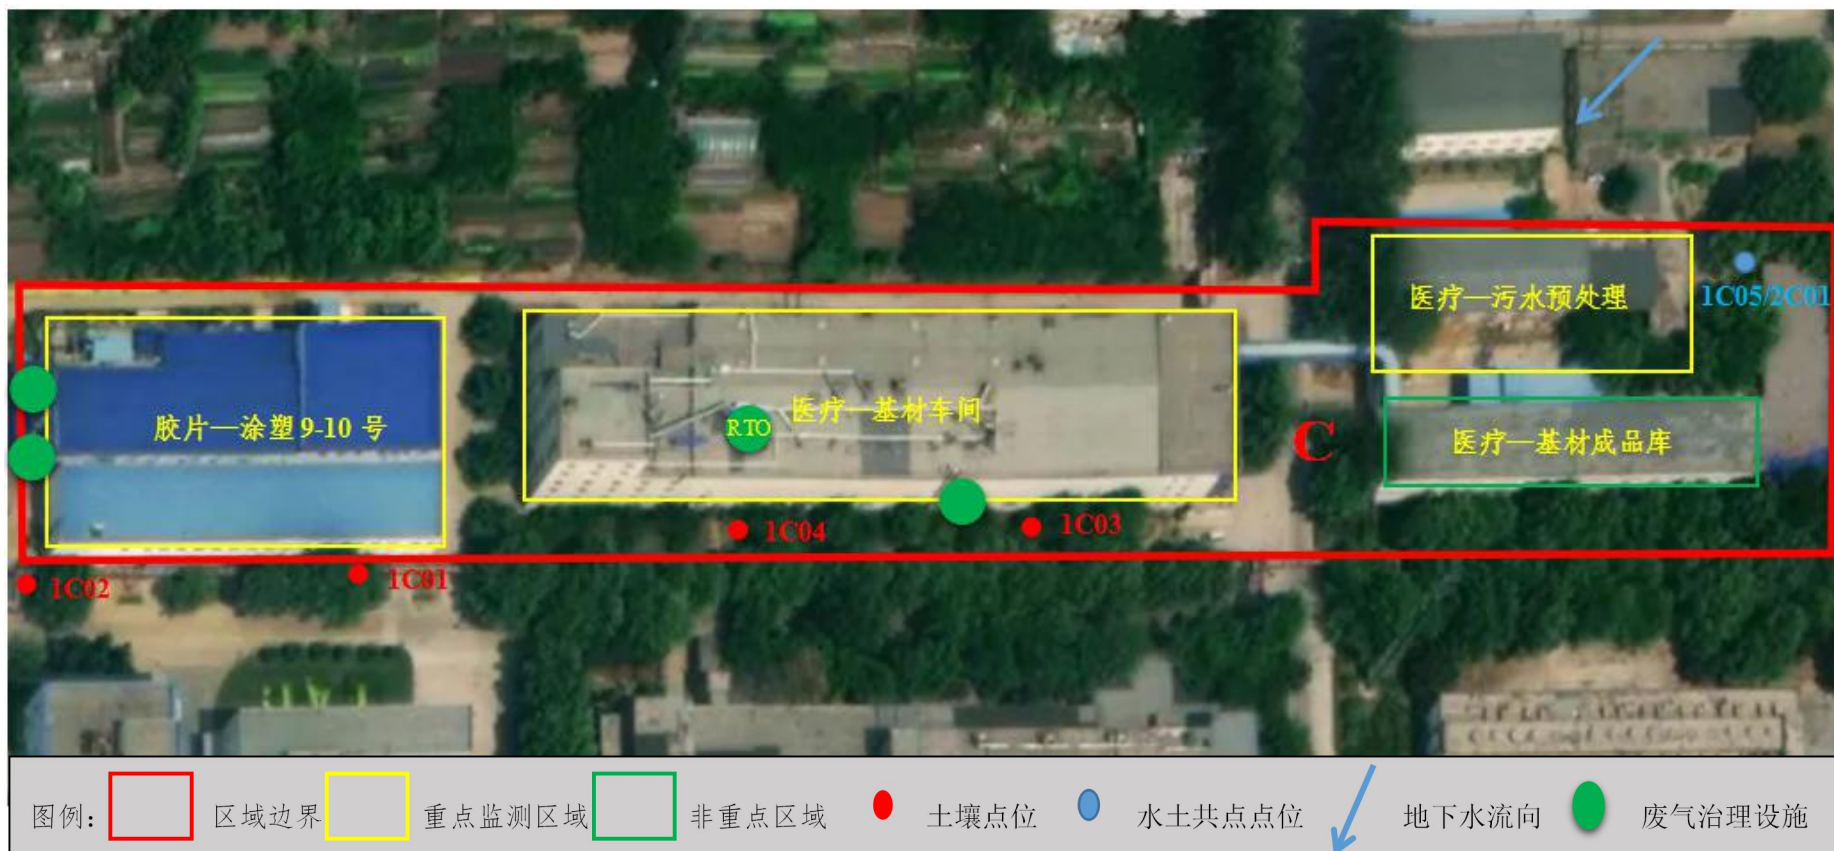 医疗—污水预处理
1C05/2C01
胶片—涂塑 9-10 号
RTO
医疗—基材车间
C
医疗—基材成品库
1C04
1C03
1C02
1C01
图例：
区域边界
重点监测区域
非重点区域
土壤点位
水土共点点位
地下水流向
废气治理设施